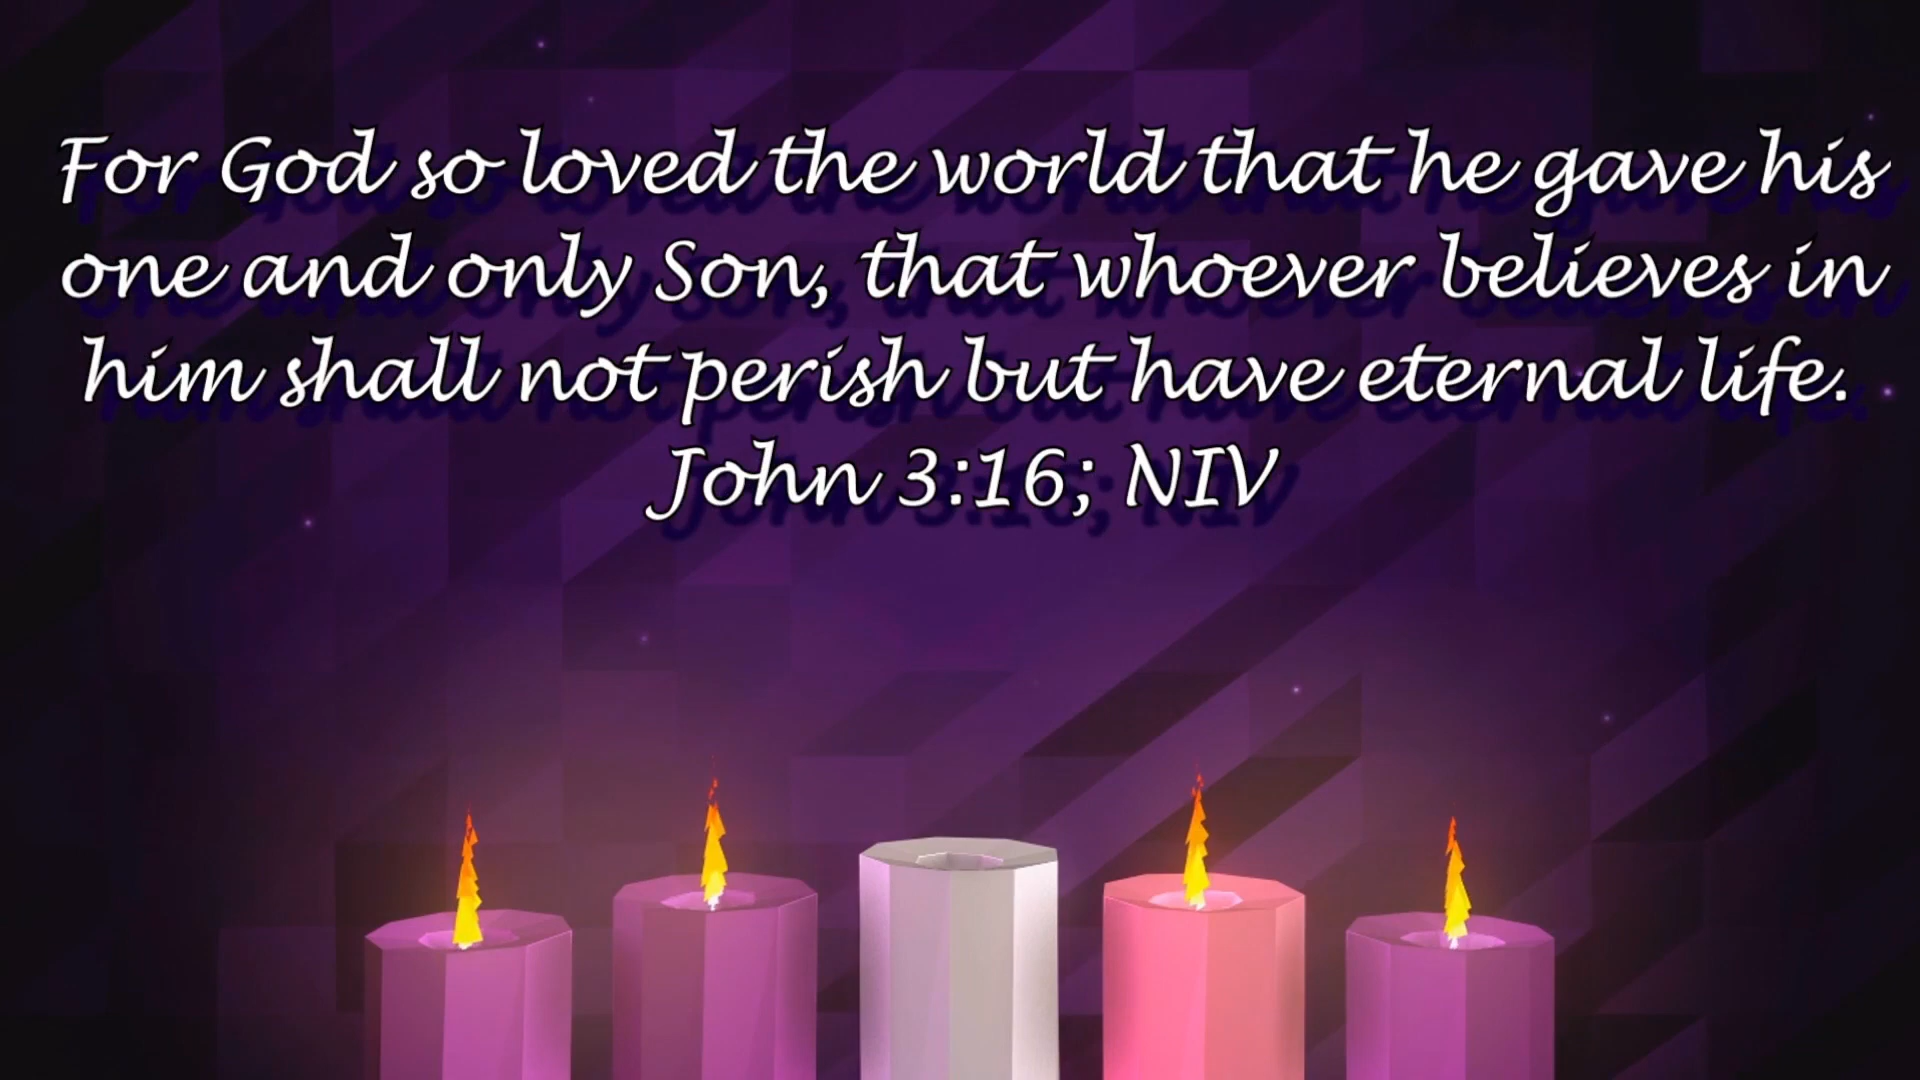 For God so loved the world that he gave his
one and only Son, that whoever believes in
him shall not perish but have eternal life.
John 3:16; NIV